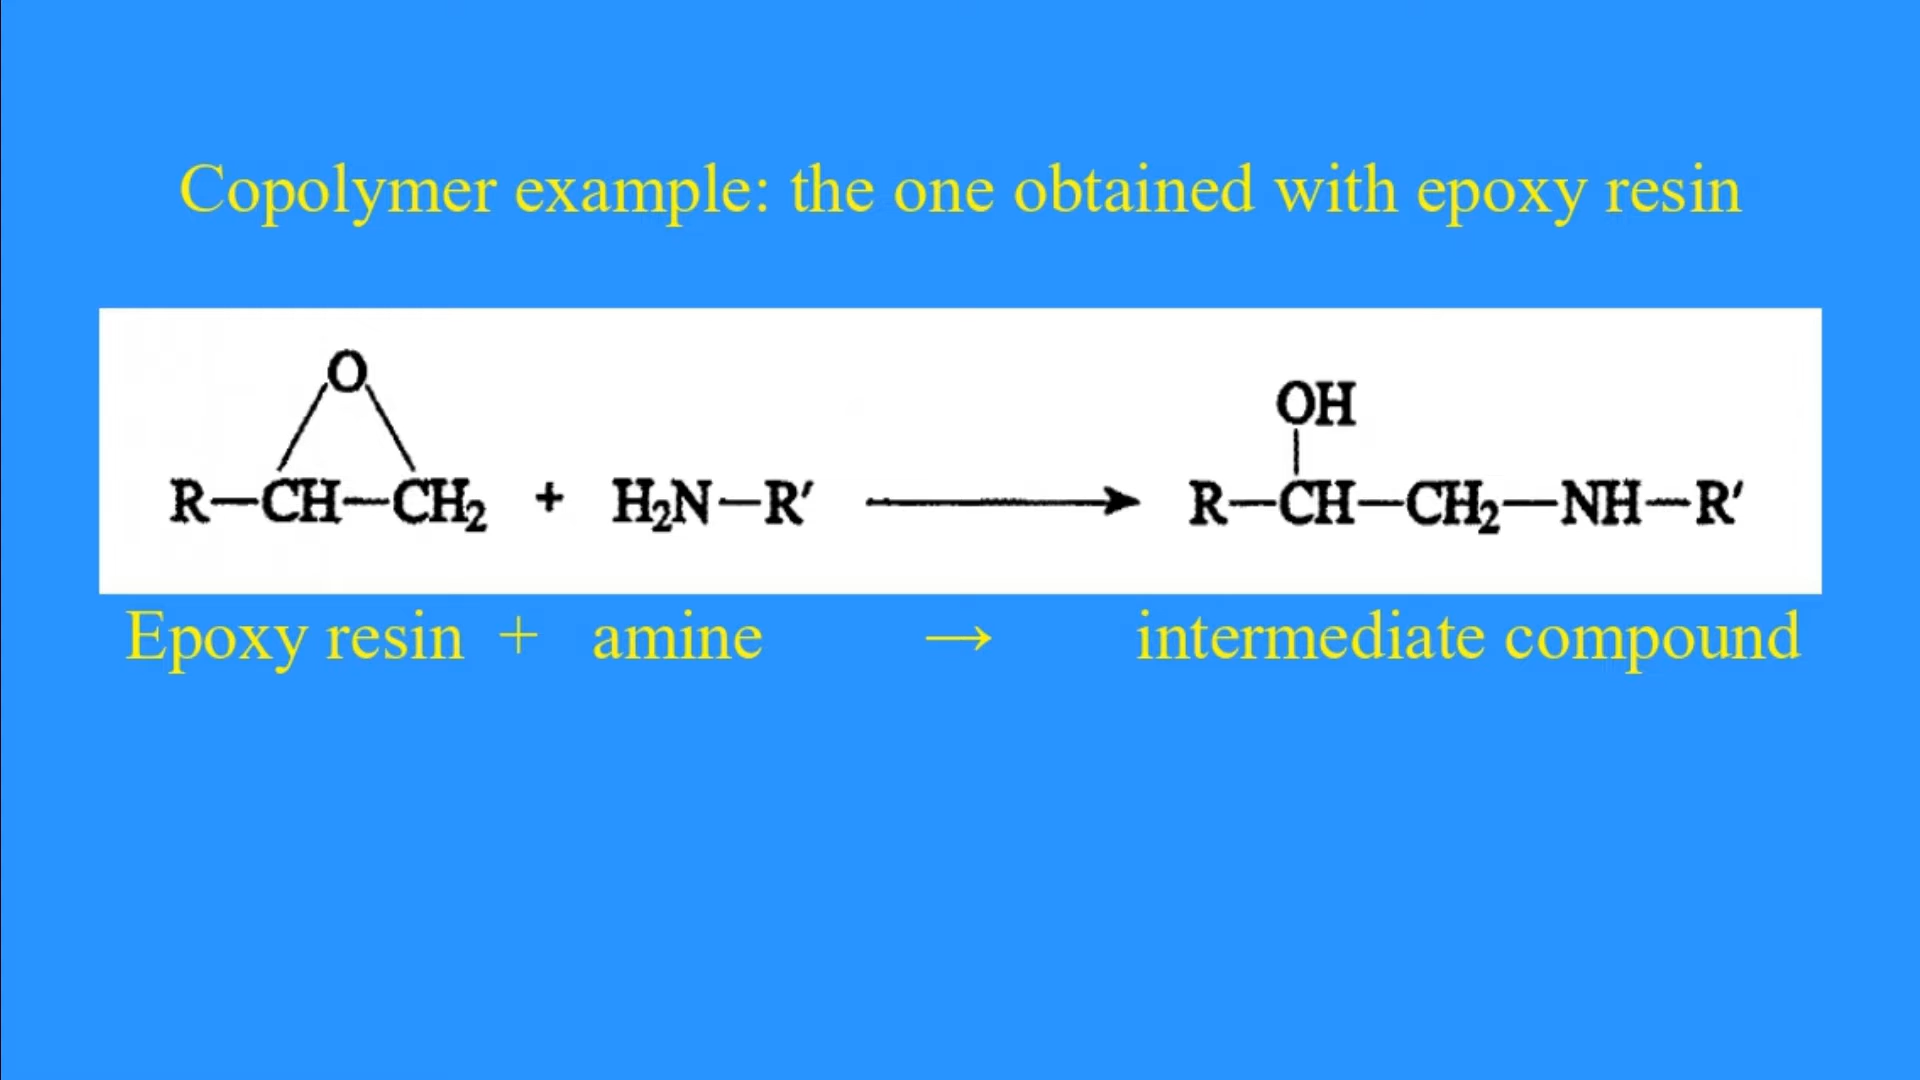 Copolymer example: the one obtained with epoxy resin
O
OH
R—CH—CH₂ + H₂N—R′ → R—CH—CH₂—NH—R′
Epoxy resin + amine → intermediate compound